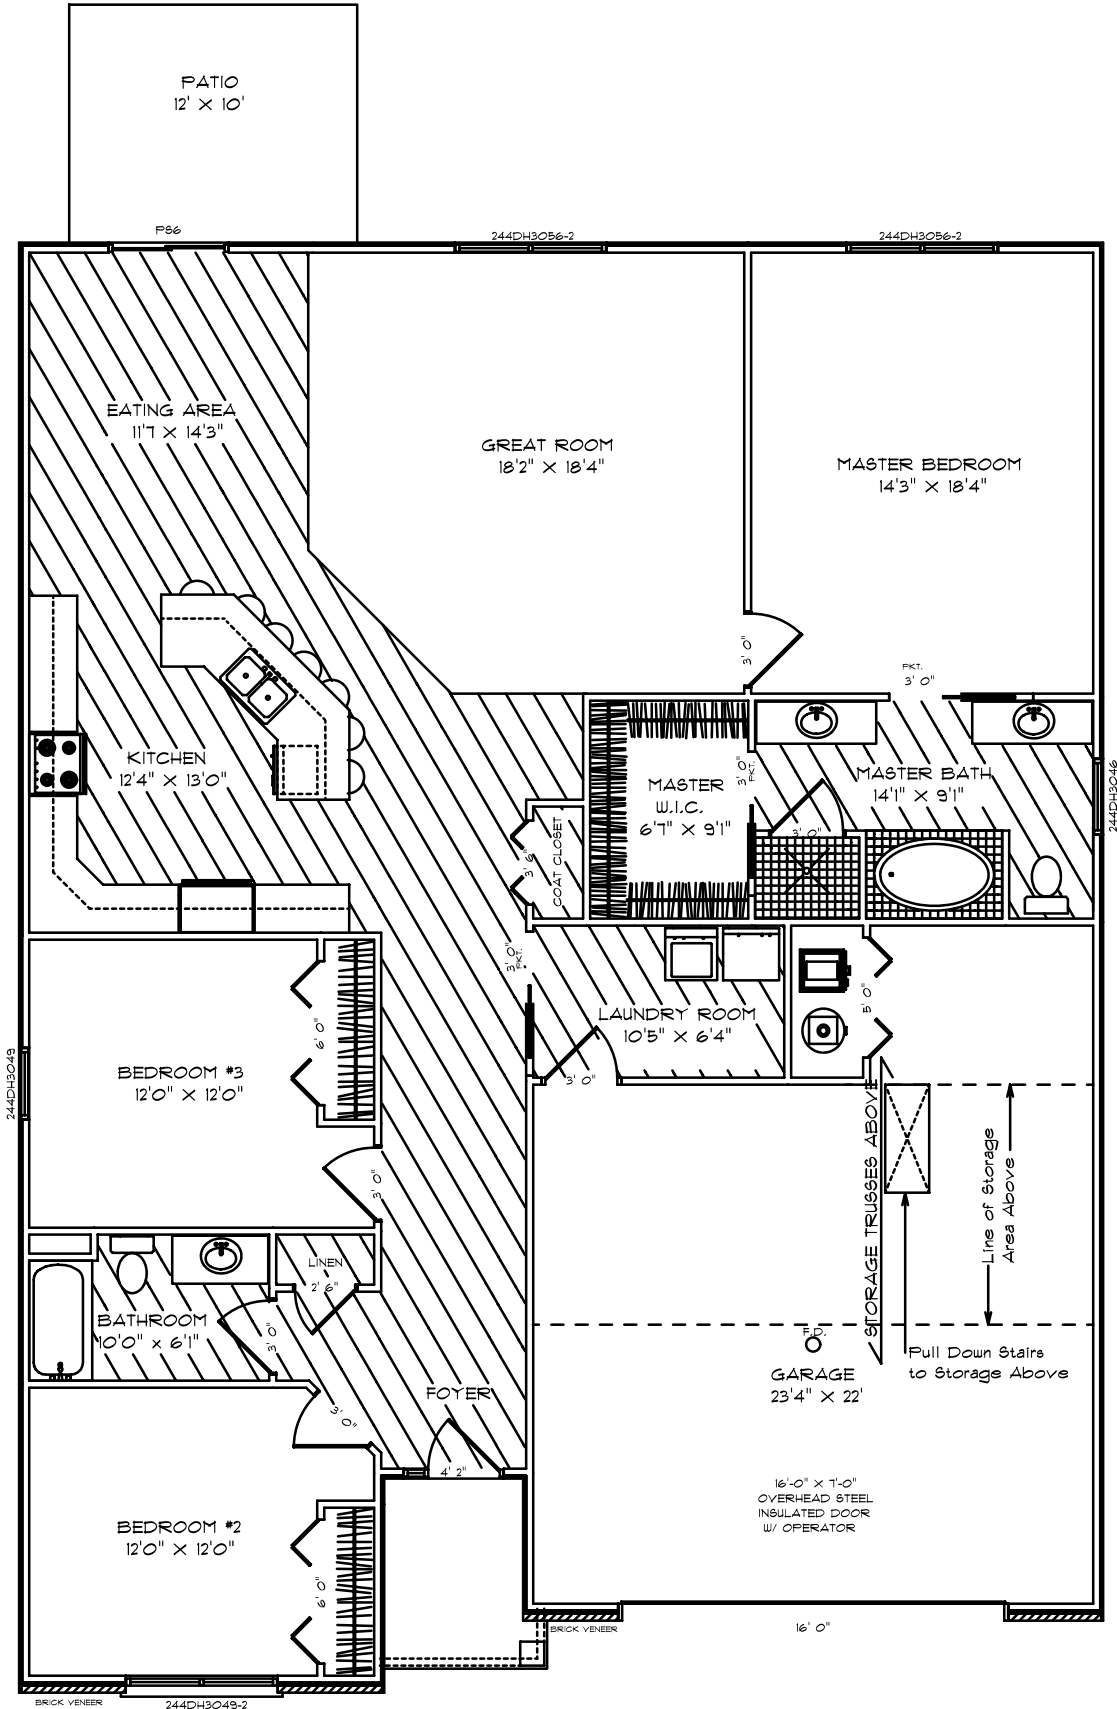 PATIO
12' X 10'
PS6
244DH3056-2
244DH3056-2
EATING AREA
11'7 X 14'3"
GREAT ROOM
18'2" X 18'4"
MASTER BEDROOM
14'3" X 18'4"
3' 0"
PKT.
3' 0"
KITCHEN
12'4" X 13'0"
MASTER
W.I.C.
6'7" X 9'1"
3' 0"
PKT.
MASTER BATH
14'1" X 9'1"
3' 0"
244DH3046
COAT CLOSET
3' 6"
3' 0"
PKT.
LAUNDRY ROOM
10'5" X 6'4"
3' 0"
5' 0"
BEDROOM #3
12'0" X 12'0"
6' 0"
3' 0"
244DH3049
STORAGE TRUSSES ABOVE
Line of Storage
Area Above
LINEN
2' 6"
BATHROOM
10'0" x 6'1"
3' 0"
F.D.
Pull Down Stairs
to Storage Above
GARAGE
23'4" X 22'
FOYER
3' 0"
4' 2"
16'-0" X 7'-0"
OVERHEAD STEEL
INSULATED DOOR
W/ OPERATOR
BEDROOM #2
12'0" X 12'0"
6' 0"
BRICK VENEER
16' 0"
BRICK VENEER
244DH3049-2